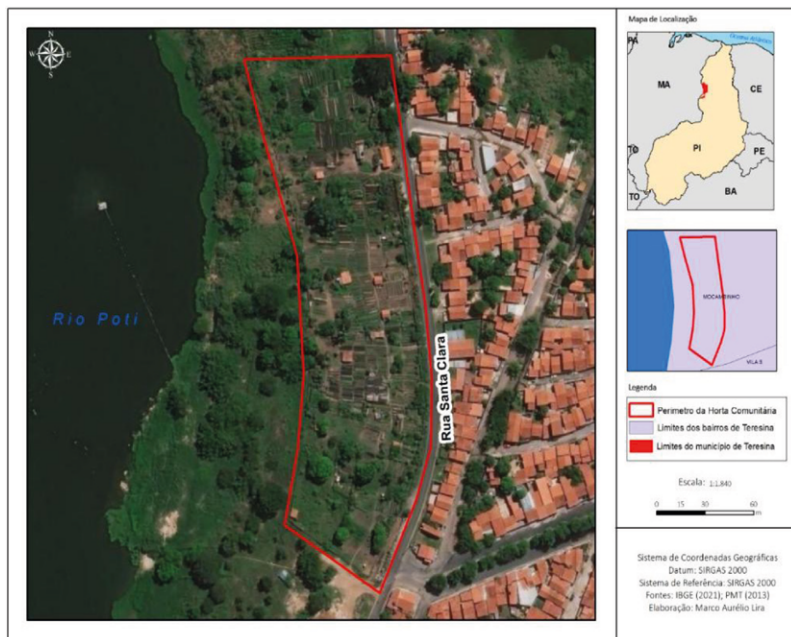 N
W
E
S
Rio Poti
Rua Santa Clara
Mapa de Localização
PA
MA
CE
TO
PI
PE
TO
BA
MOCAMBINHO
Legenda
Perímetro da Horta Comunitária
Limites dos bairros de Teresina
Limites do município de Teresina
Escala: 1:1.840
0 15 30 60
m
Sistema de Coordenadas Geográficas
Datum: SIRGAS 2000
Sistema de Referência: SIRGAS 2000
Fontes: IBGE (2021); PMT (2013)
Elaboração: Marco Aurélio Lira